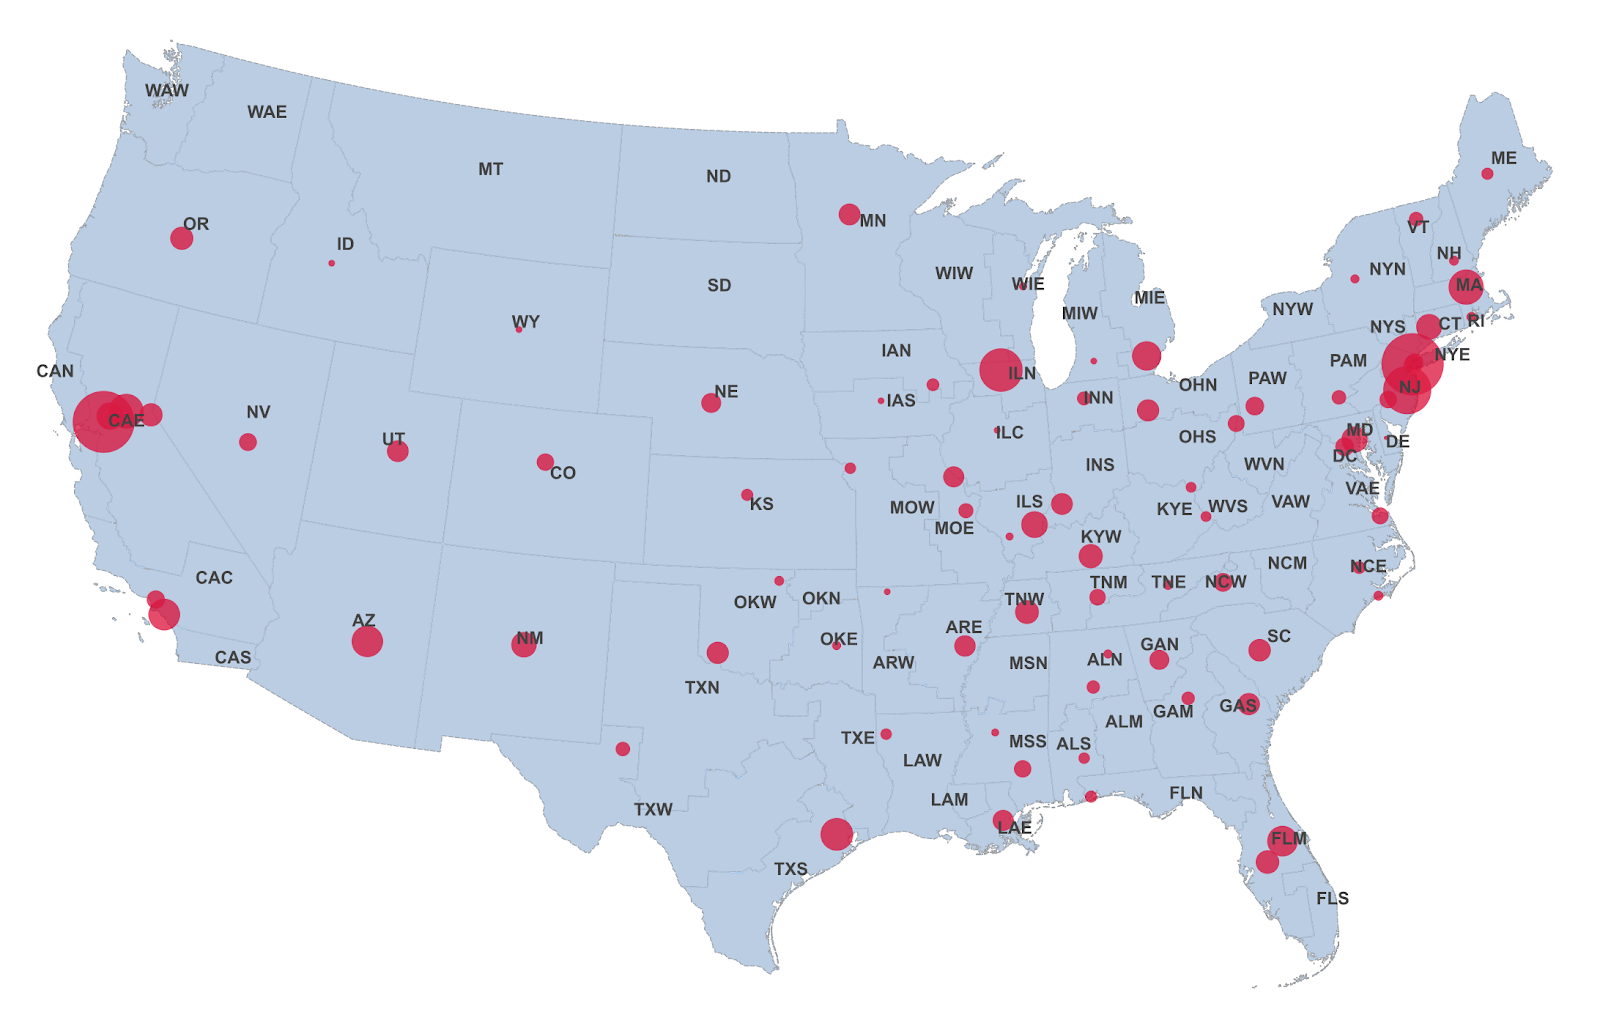 WAW
WAE
MT
ND
ME
OR
ID
MN
VT
SD
WIW
WIE
MIW
MIE
NH
NYN
MA
WY
IAN
NYW
NYS
CT
RI
CAN
NE
IAS
ILN
INN
OHN
PAW
PAM
NYE
NJ
CAE
NV
UT
CO
ILC
INS
OHS
WVN
MD
DC
DE
KS
MOW
MOE
ILS
KYE
WVS
VAW
VAE
KYW
CAC
OKW
OKN
TNW
TNM
TNE
NCW
NCM
NCE
CAS
AZ
NM
OKE
ARE
ARW
MSN
ALN
GAN
SC
TXN
TXE
LAW
MSS
ALS
ALM
GAM
GAS
TXW
LAM
LAE
FLN
TXS
FLM
FLS